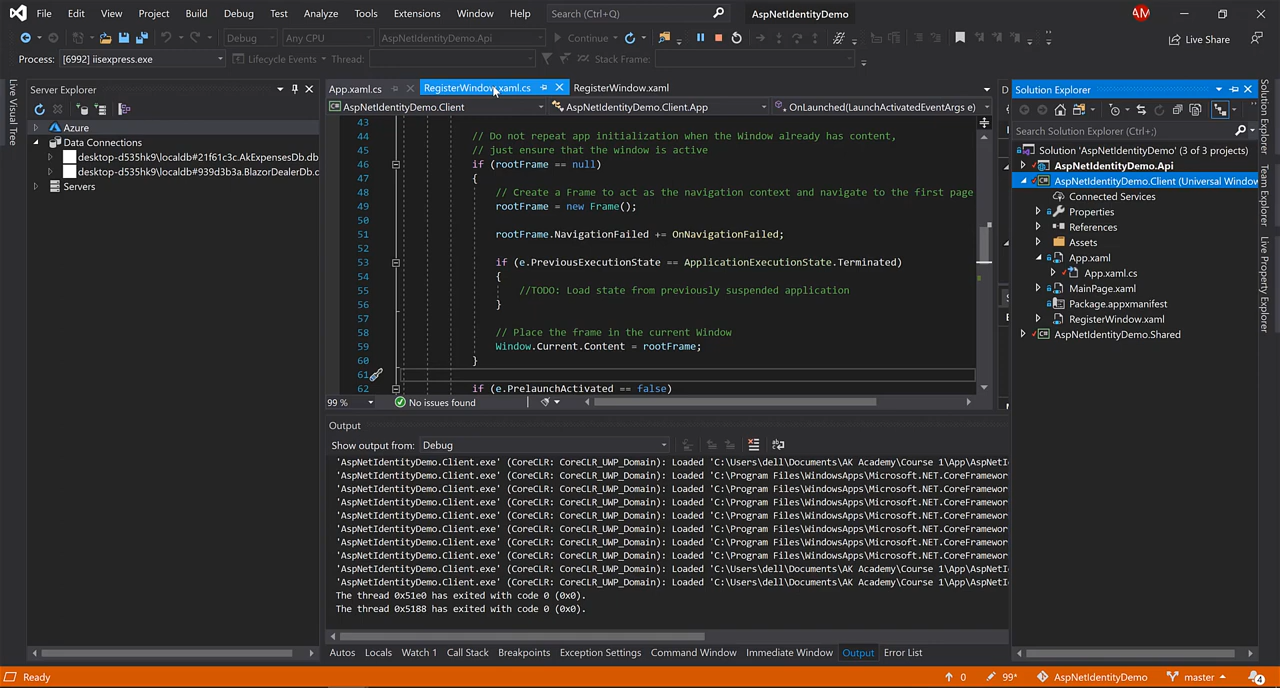 File Edit View Project Build Debug Test Analyze Tools Extensions Window Help Search (Ctrl+Q) AspNetIdentityDemo AM
Debug Any CPU AspNetIdentityDemo.Api Continue Live Share
Process: [6992] iisexpress.exe Lifecycle Events Thread: Stack Frame:
Live Visual Tree
Server Explorer
Azure
Data Connections
desktop-d535hk9\localdb#21f61c3c.AkExpensesDb.db
desktop-d535hk9\localdb#939d3b3a.BlazorDealerDb.c
Servers
App.xaml.cs RegisterWindow.xaml.cs RegisterWindow.xaml
AspNetIdentityDemo.Client AspNetIdentityDemo.Client.App OnLaunched(LaunchActivatedEventArgs e)
43
44 // Do not repeat app initialization when the Window already has content,
45 // just ensure that the window is active
46 if (rootFrame == null)
47 {
48 // Create a Frame to act as the navigation context and navigate to the first page
49 rootFrame = new Frame();
50
51 rootFrame.NavigationFailed += OnNavigationFailed;
52
53 if (e.PreviousExecutionState == ApplicationExecutionState.Terminated)
54 {
55 //TODO: Load state from previously suspended application
56 }
57
58 // Place the frame in the current Window
59 Window.Current.Content = rootFrame;
60 }
61
62 if (e.PrelaunchActivated == false)
99 % No issues found
Output
Show output from: Debug
'AspNetIdentityDemo.Client.exe' (CoreCLR: CoreCLR_UWP_Domain): Loaded 'C:\Users\dell\Documents\AK Academy\Course 1\App\AspNetI
'AspNetIdentityDemo.Client.exe' (CoreCLR: CoreCLR_UWP_Domain): Loaded 'C:\Program Files\WindowsApps\Microsoft.NET.CoreFramewor
'AspNetIdentityDemo.Client.exe' (CoreCLR: CoreCLR_UWP_Domain): Loaded 'C:\Program Files\WindowsApps\Microsoft.NET.CoreFramewor
'AspNetIdentityDemo.Client.exe' (CoreCLR: CoreCLR_UWP_Domain): Loaded 'C:\Program Files\WindowsApps\Microsoft.NET.CoreFramewor
'AspNetIdentityDemo.Client.exe' (CoreCLR: CoreCLR_UWP_Domain): Loaded 'C:\Program Files\WindowsApps\Microsoft.NET.CoreFramewor
'AspNetIdentityDemo.Client.exe' (CoreCLR: CoreCLR_UWP_Domain): Loaded 'C:\Program Files\WindowsApps\Microsoft.NET.CoreFramewor
'AspNetIdentityDemo.Client.exe' (CoreCLR: CoreCLR_UWP_Domain): Loaded 'C:\Program Files\WindowsApps\Microsoft.NET.CoreFramewor
'AspNetIdentityDemo.Client.exe' (CoreCLR: CoreCLR_UWP_Domain): Loaded 'C:\Program Files\WindowsApps\Microsoft.NET.CoreFramewor
'AspNetIdentityDemo.Client.exe' (CoreCLR: CoreCLR_UWP_Domain): Loaded 'C:\Users\dell\Documents\AK Academy\Course 1\App\AspNetI
'AspNetIdentityDemo.Client.exe' (CoreCLR: CoreCLR_UWP_Domain): Loaded 'C:\Users\dell\Documents\AK Academy\Course 1\App\AspNetI
The thread 0x51e0 has exited with code 0 (0x0).
The thread 0x5188 has exited with code 0 (0x0).
Autos Locals Watch 1 Call Stack Breakpoints Exception Settings Command Window Immediate Window Output Error List
Solution Explorer
Search Solution Explorer (Ctrl+;)
Solution 'AspNetIdentityDemo' (3 of 3 projects)
AspNetIdentityDemo.Api
AspNetIdentityDemo.Client (Universal Window
Connected Services
Properties
References
Assets
App.xaml
App.xaml.cs
MainPage.xaml
Package.appxmanifest
RegisterWindow.xaml
AspNetIdentityDemo.Shared
Solution Explorer
Team Explorer
Live Property Explorer
Ready 0 99* AspNetIdentityDemo master 4